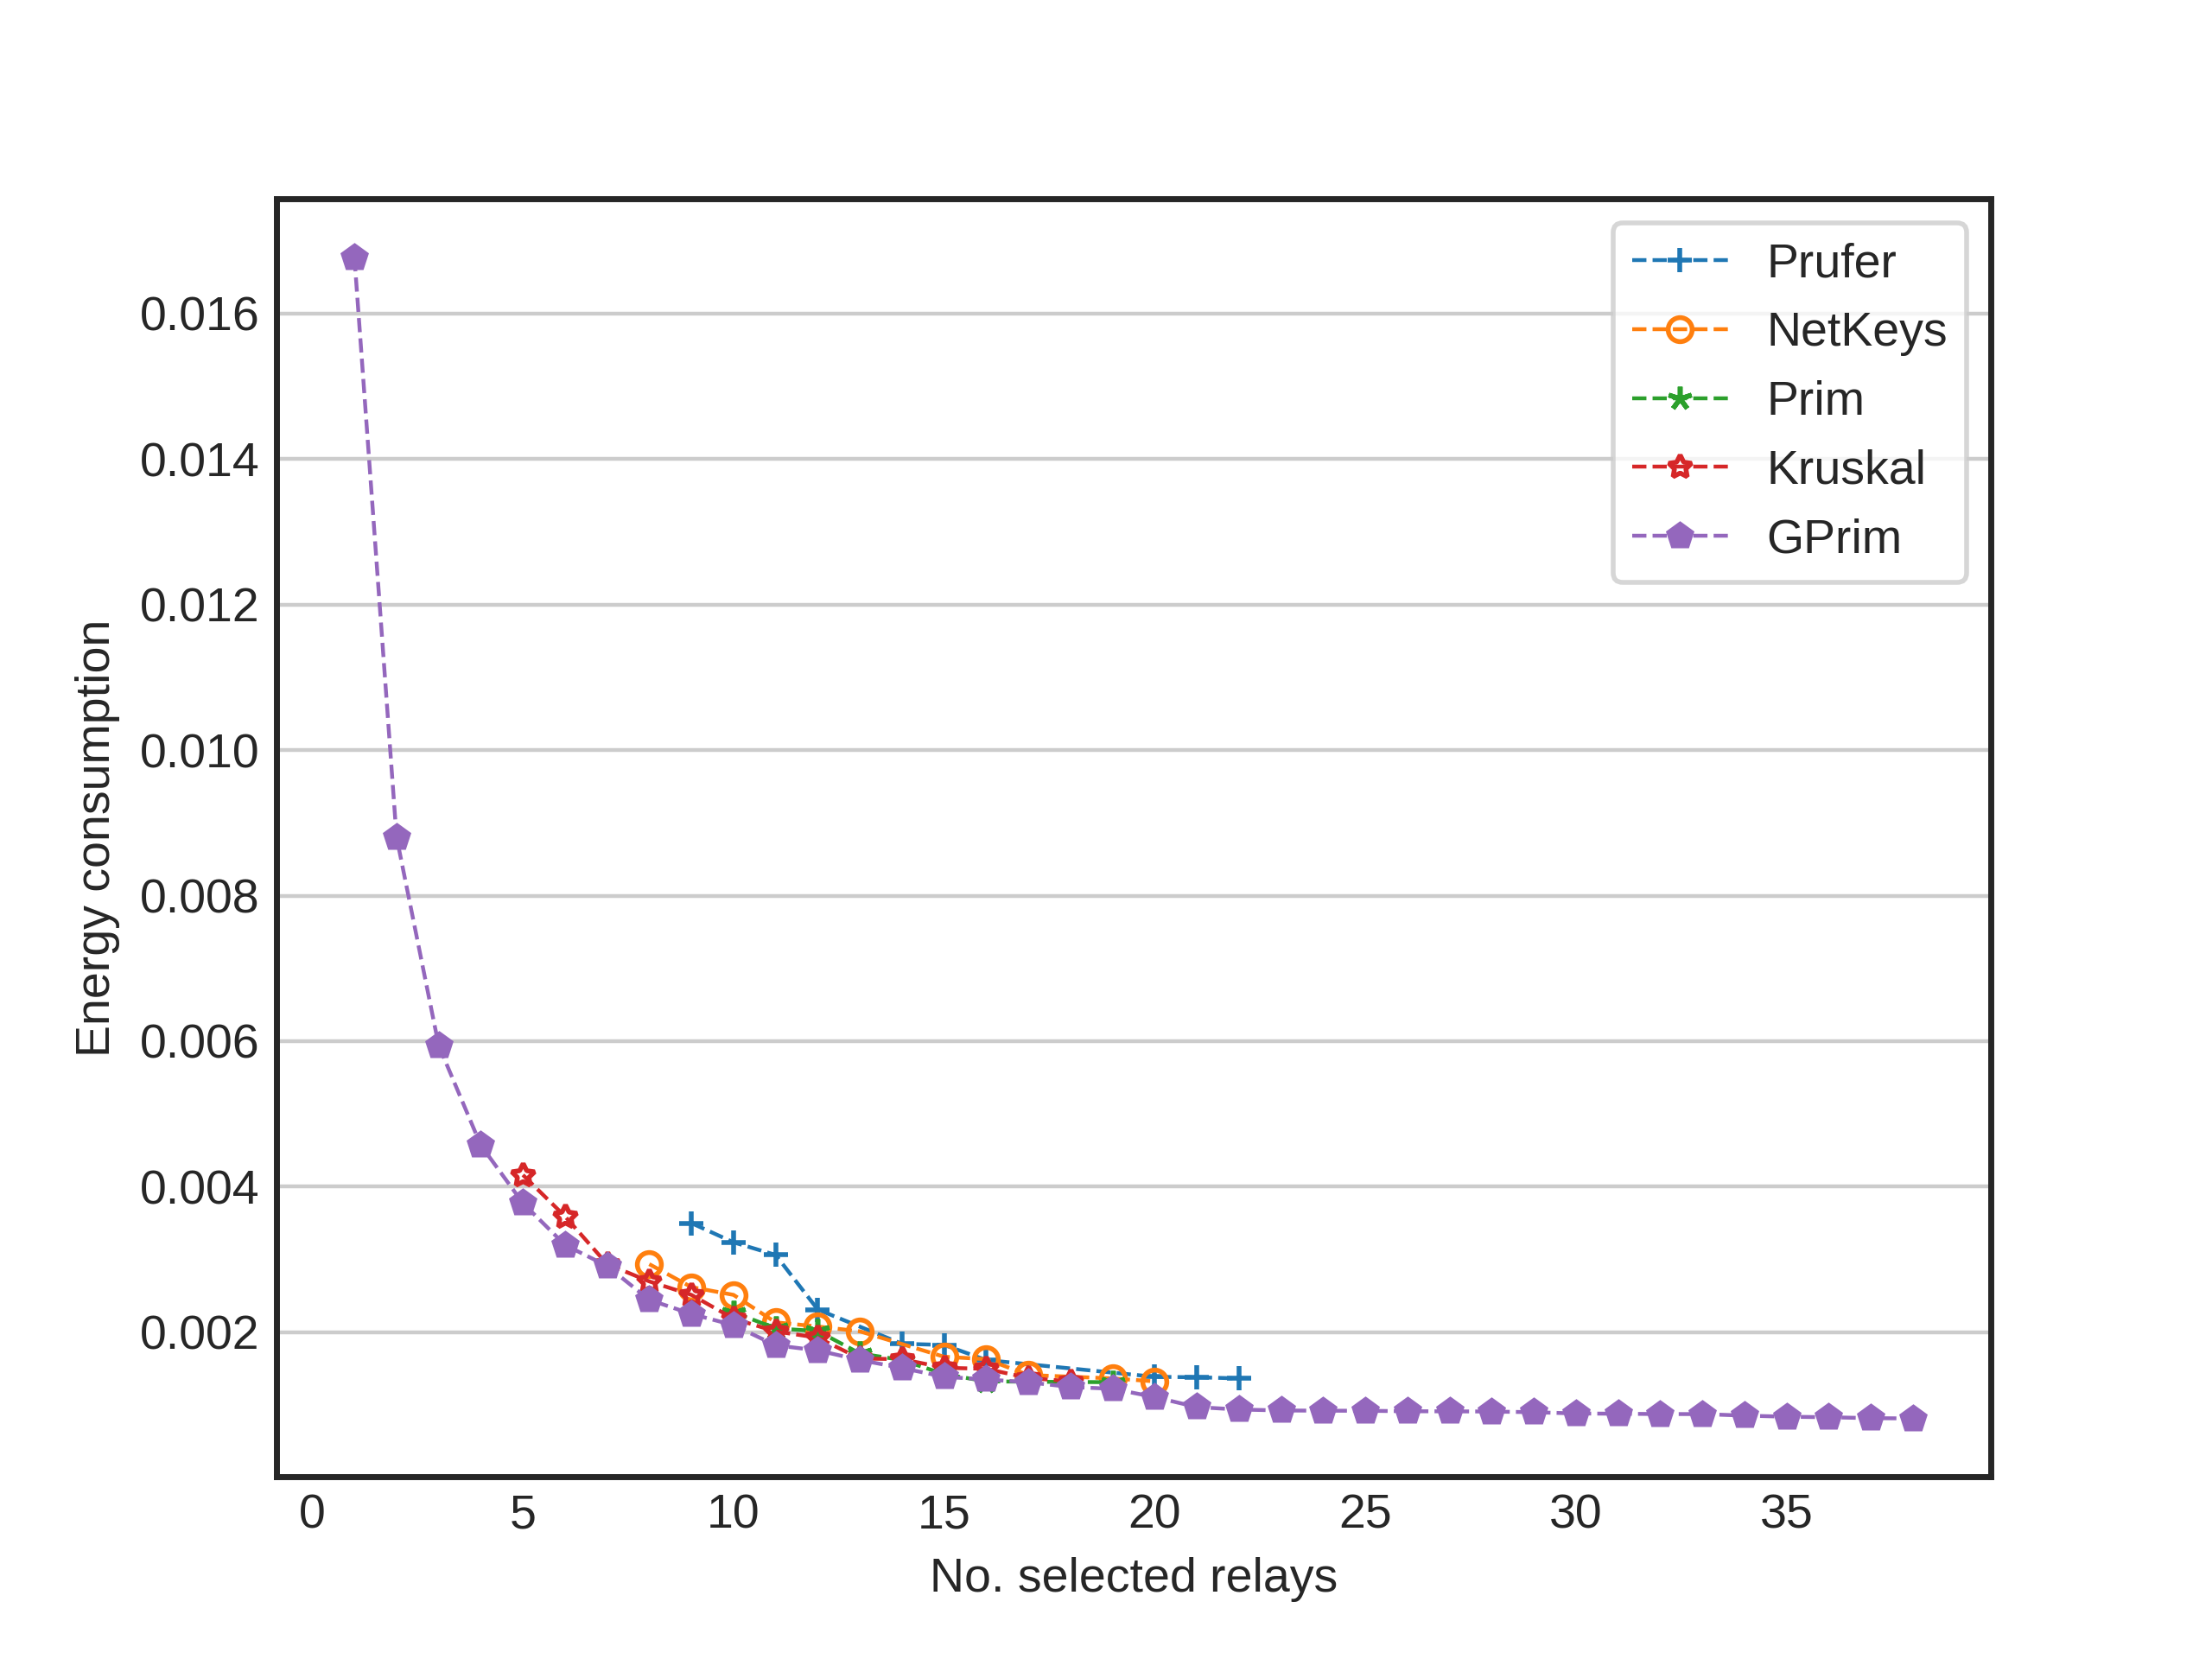 Prufer
NetKeys
Prim
Kruskal
GPrim
0.016
0.014
0.012
0.010
0.008
0.006
0.004
0.002
Energy consumption
0 5 10 15 20 25 30 35
No. selected relays